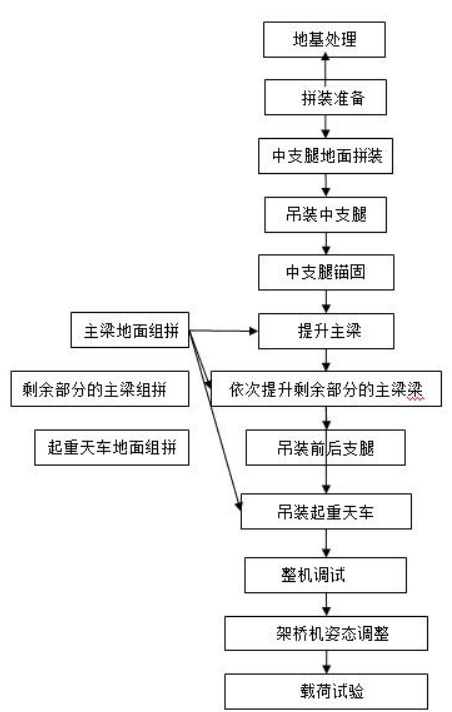 地基处理
拼装准备
中支腿地面拼装
吊装中支腿
中支腿锚固
主梁地面组拼
提升主梁
剩余部分的主梁组拼
依次提升剩余部分的主梁梁
起重天车地面组拼
吊装前后支腿
吊装起重天车
整机调试
架桥机姿态调整
载荷试验